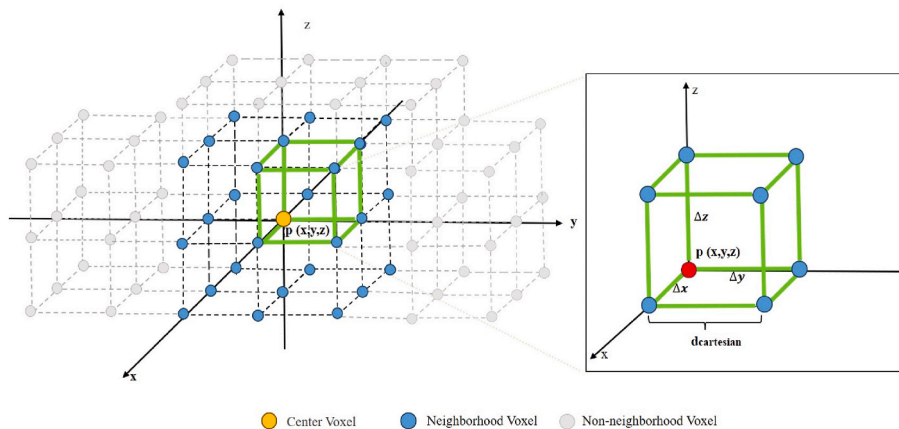 z
y
p (x,y,z)
x
z
Δz
p (x,y,z)
Δx
Δy
dcartesian
x
Center Voxel
Neighborhood Voxel
Non-neighborhood Voxel